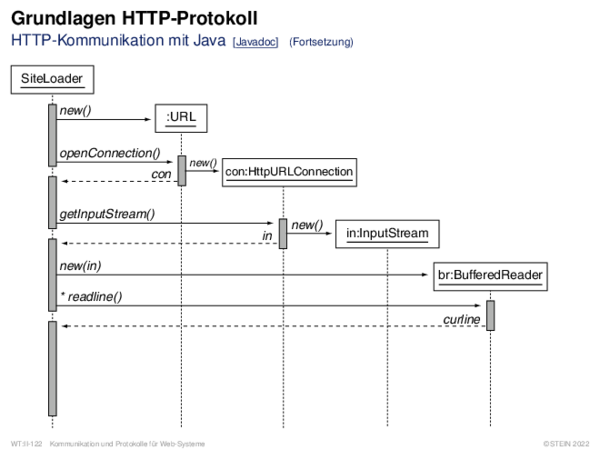 Grundlagen HTTP-Protokoll
HTTP-Kommunikation mit Java [Javadoc] (Fortsetzung)
SiteLoader
new()
:URL
openConnection()
new()
con
con:HttpURLConnection
getInputStream()
new()
in
in:InputStream
new(in)
br:BufferedReader
* readline()
curline
WT:II-122 Kommunikation und Protokolle für Web-Systeme ©STEIN 2022